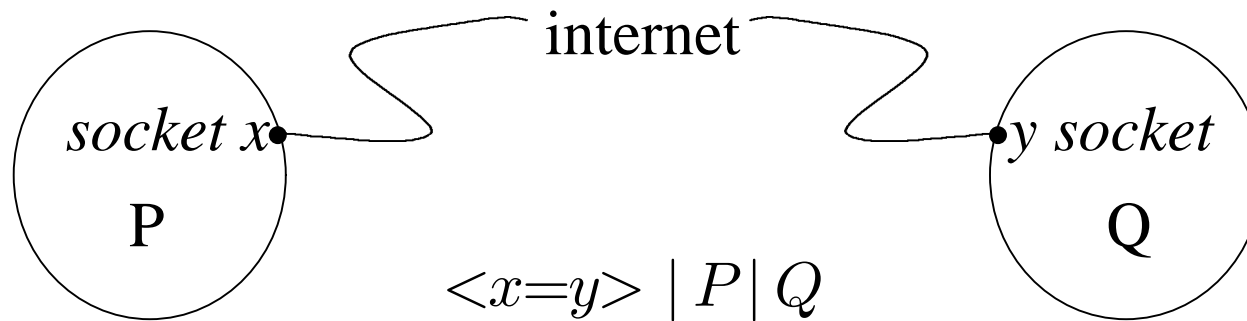 internet
socket x
y socket
P
Q
<x=y> | P | Q